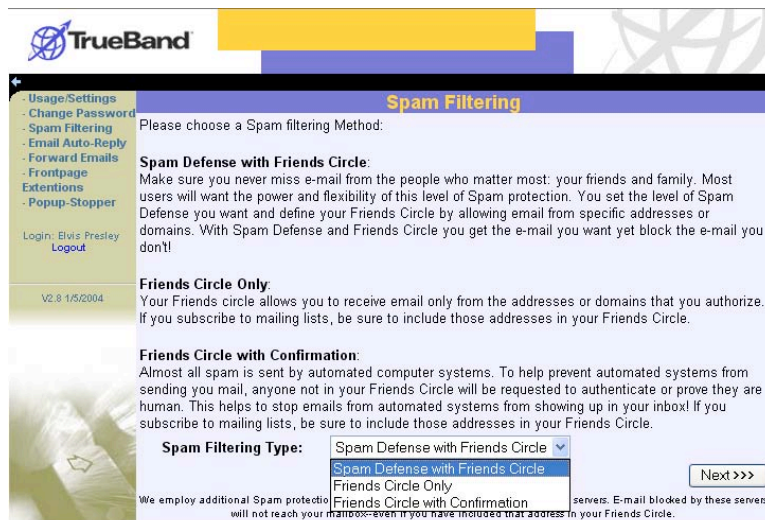 TrueBand
Spam Filtering
- Usage/Settings
- Change Password
- Spam Filtering
- Email Auto-Reply
- Forward Emails
- Frontpage
Extentions
- Popup-Stopper
Login: Elvis Presley
Logout
V2.8 1/5/2004
Please choose a Spam filtering Method:
Spam Defense with Friends Circle:
Make sure you never miss e-mail from the people who matter most: your friends and family. Most
users will want the power and flexibility of this level of Spam protection. You set the level of Spam
Defense you want and define your Friends Circle by allowing email from specific addresses or
domains. With Spam Defense and Friends Circle you get the e-mail you want yet block the e-mail you
don't!
Friends Circle Only:
Your Friends circle allows you to receive email only from the addresses or domains that you authorize.
If you subscribe to mailing lists, be sure to include those addresses in your Friends Circle.
Friends Circle with Confirmation:
Almost all spam is sent by automated computer systems. To help prevent automated systems from
sending you mail, anyone not in your Friends Circle will be requested to authenticate or prove they are
human. This helps to stop emails from automated systems from showing up in your inbox! If you
subscribe to mailing lists, be sure to include those addresses in your Friends Circle.
Spam Filtering Type: Spam Defense with Friends Circle
Spam Defense with Friends Circle
Friends Circle Only
Friends Circle with Confirmation
Next >>>
We employ additional Spam protectio servers. E-mail blocked by these servers
will not reach your mailbox--even if you have included that address in your Friends Circle.